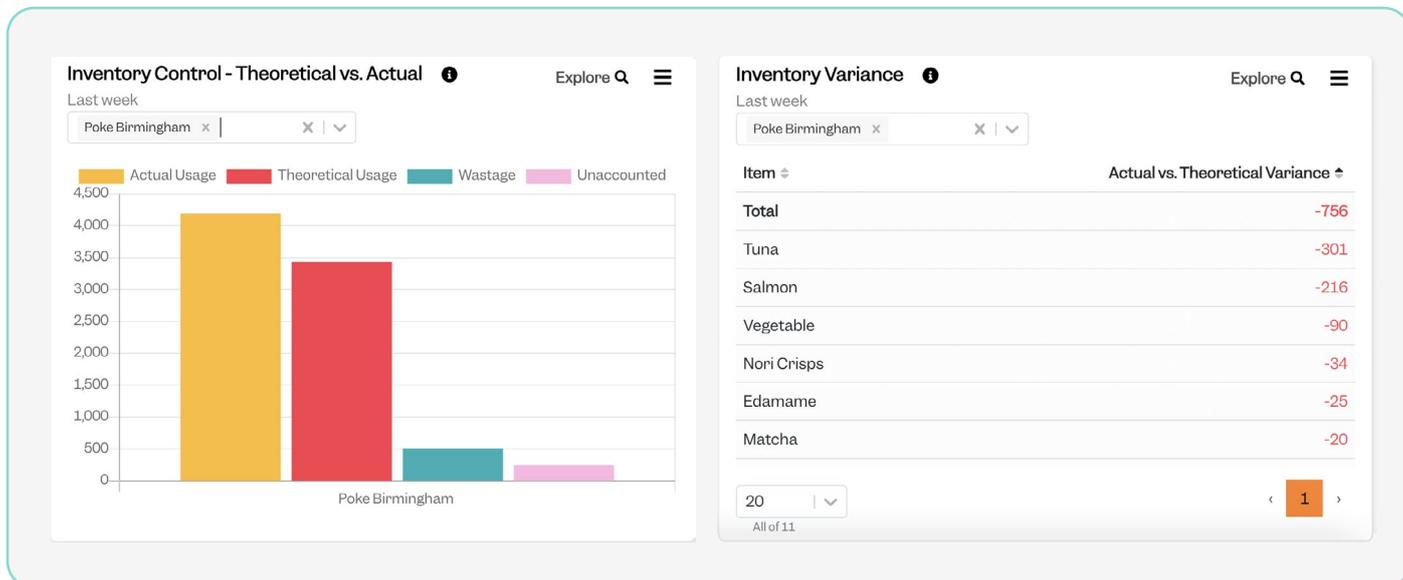 Inventory Control - Theoretical vs. Actual
Explore
Last week
Poke Birmingham
Actual Usage
Theoretical Usage
Wastage
Unaccounted
4,500
4,000
3,500
3,000
2,500
2,000
1,500
1,000
500
0
Poke Birmingham
Inventory Variance
Explore
Last week
Poke Birmingham
Item Actual vs. Theoretical Variance
Total -756
Tuna -301
Salmon -216
Vegetable -90
Nori Crisps -34
Edamame -25
Matcha -20
20
All of 11
1